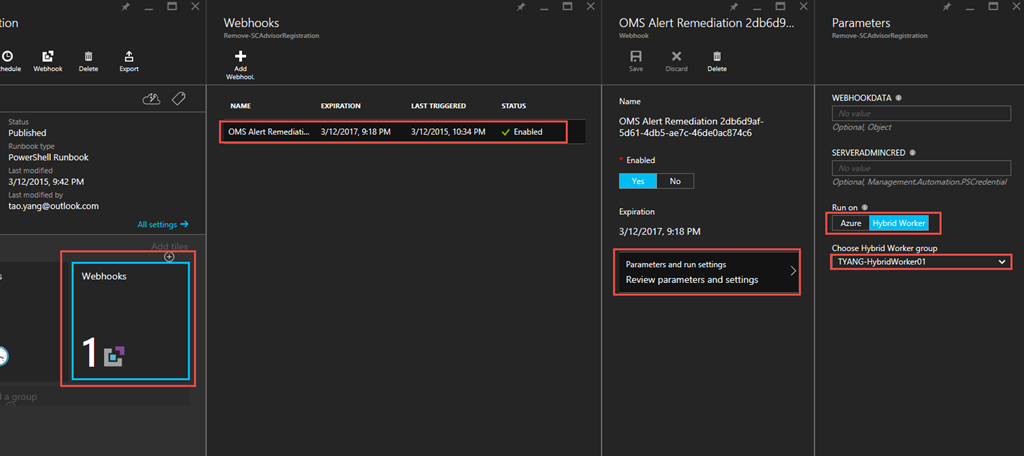 tion
chedule
Webhook
Delete
Export
Status
Published
Runbook type
PowerShell Runbook
Last modified
3/12/2015, 9:42 PM
Last modified by
tao.yang@outlook.com
All settings →
Add tiles
s
Webhooks
1
d a group
Webhooks
Remove-SCAdvisorRegistration
Add
Webhool.
NAME EXPIRATION LAST TRIGGERED STATUS
OMS Alert Remediati... 3/12/2017, 9:18 PM 3/12/2015, 10:34 PM Enabled
OMS Alert Remediation 2db6d9...
Webhook
Save
Discard
Delete
Name
OMS Alert Remediation 2db6d9af-
5d61-4db5-ae7c-46de0ac874c6
* Enabled
Yes No
Expiration
3/12/2017, 9:18 PM
Parameters and run settings
Review parameters and settings
Parameters
Remove-SCAdvisorRegistration
WEBHOOKDATA
No value
Optional, Object
SERVERADMINCRED
No value
Optional, Management.Automation.PSCredential
Run on
Azure Hybrid Worker
Choose Hybrid Worker group
TYANG-HybridWorker01